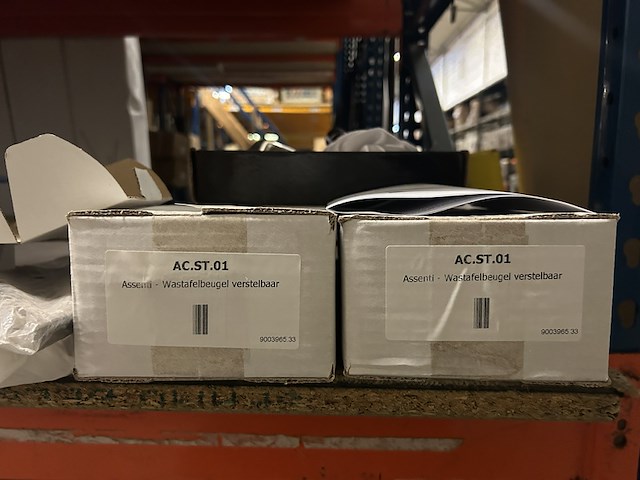 AC.ST.01
Assenti - Wastafelbeugel verstelbaar
9003965.33
AC.ST.01
Assenti - Wastafelbeugel verstelbaar
9003965.33